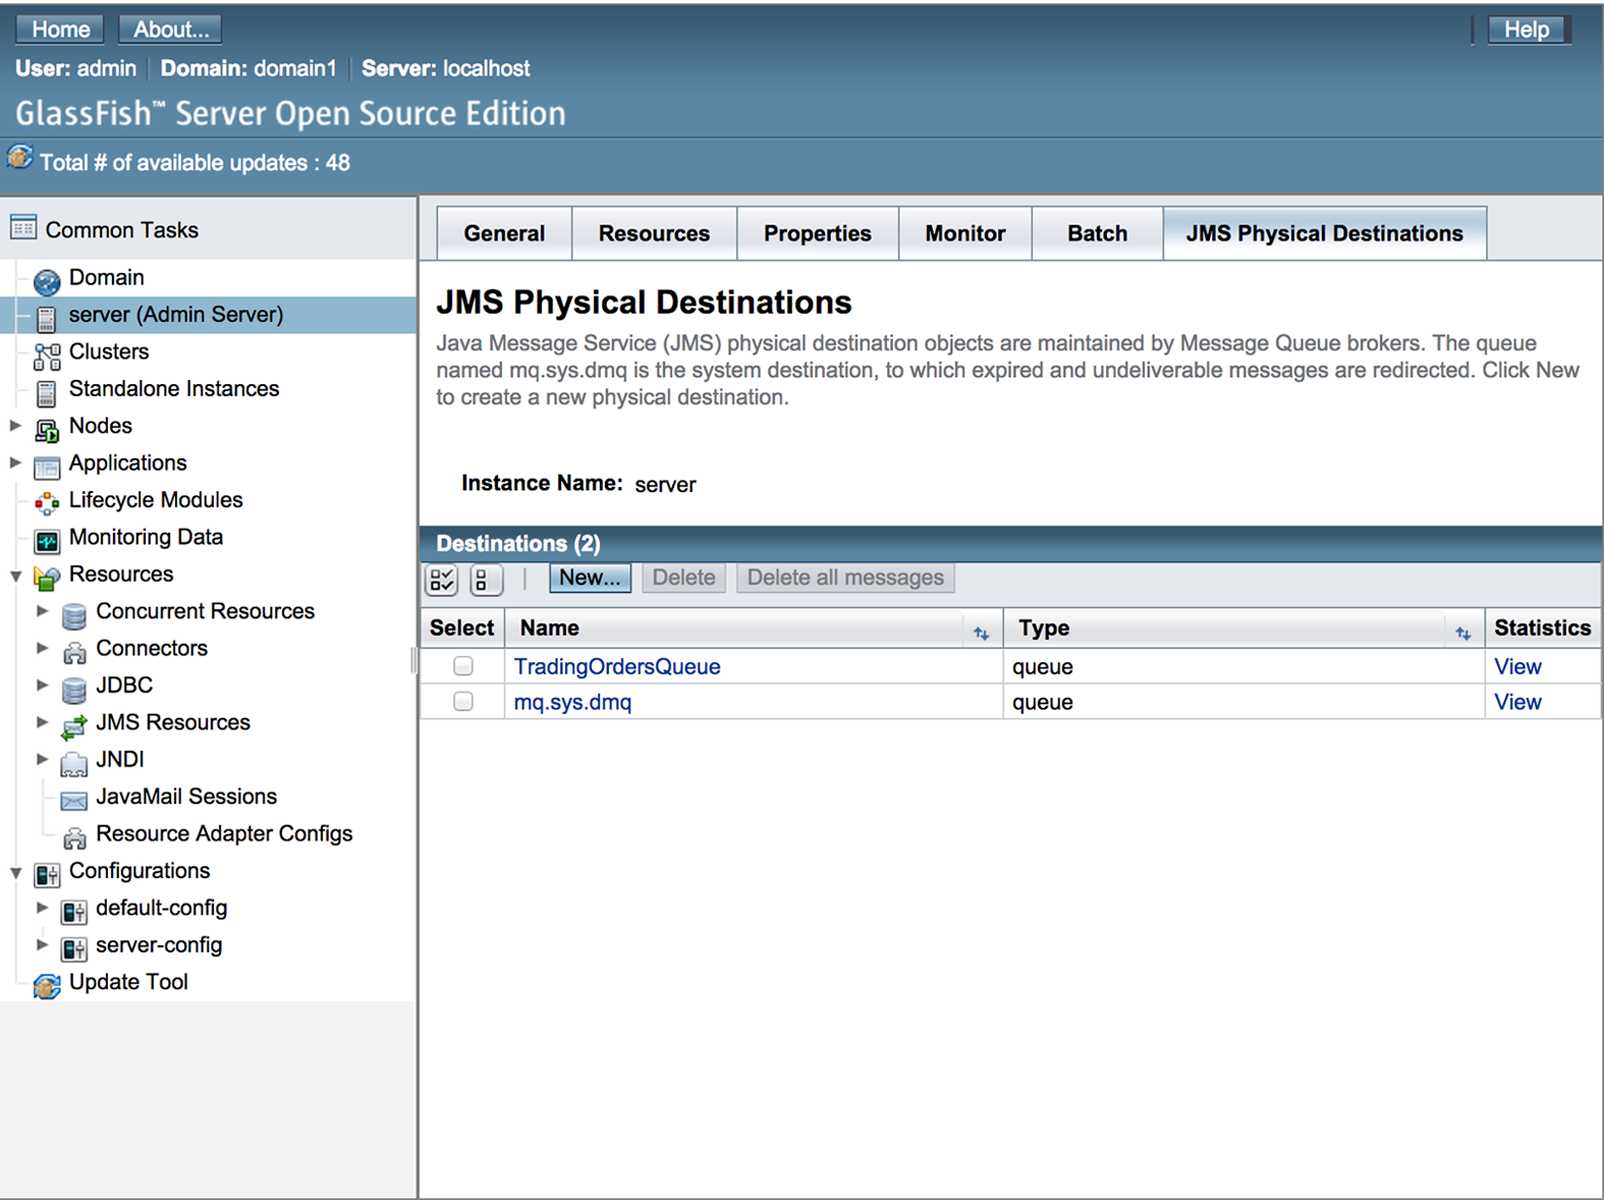 Home About... Help
User: admin Domain: domain1 Server: localhost
GlassFish™ Server Open Source Edition
Total # of available updates : 48
Common Tasks
Domain
server (Admin Server)
Clusters
Standalone Instances
Nodes
Applications
Lifecycle Modules
Monitoring Data
Resources
Concurrent Resources
Connectors
JDBC
JMS Resources
JNDI
JavaMail Sessions
Resource Adapter Configs
Configurations
default-config
server-config
Update Tool
General Resources Properties Monitor Batch JMS Physical Destinations
JMS Physical Destinations
Java Message Service (JMS) physical destination objects are maintained by Message Queue brokers. The queue
named mq.sys.dmq is the system destination, to which expired and undeliverable messages are redirected. Click New
to create a new physical destination.
Instance Name: server
Destinations (2)
New... Delete Delete all messages
Select Name Type Statistics
TradingOrdersQueue queue View
mq.sys.dmq queue View